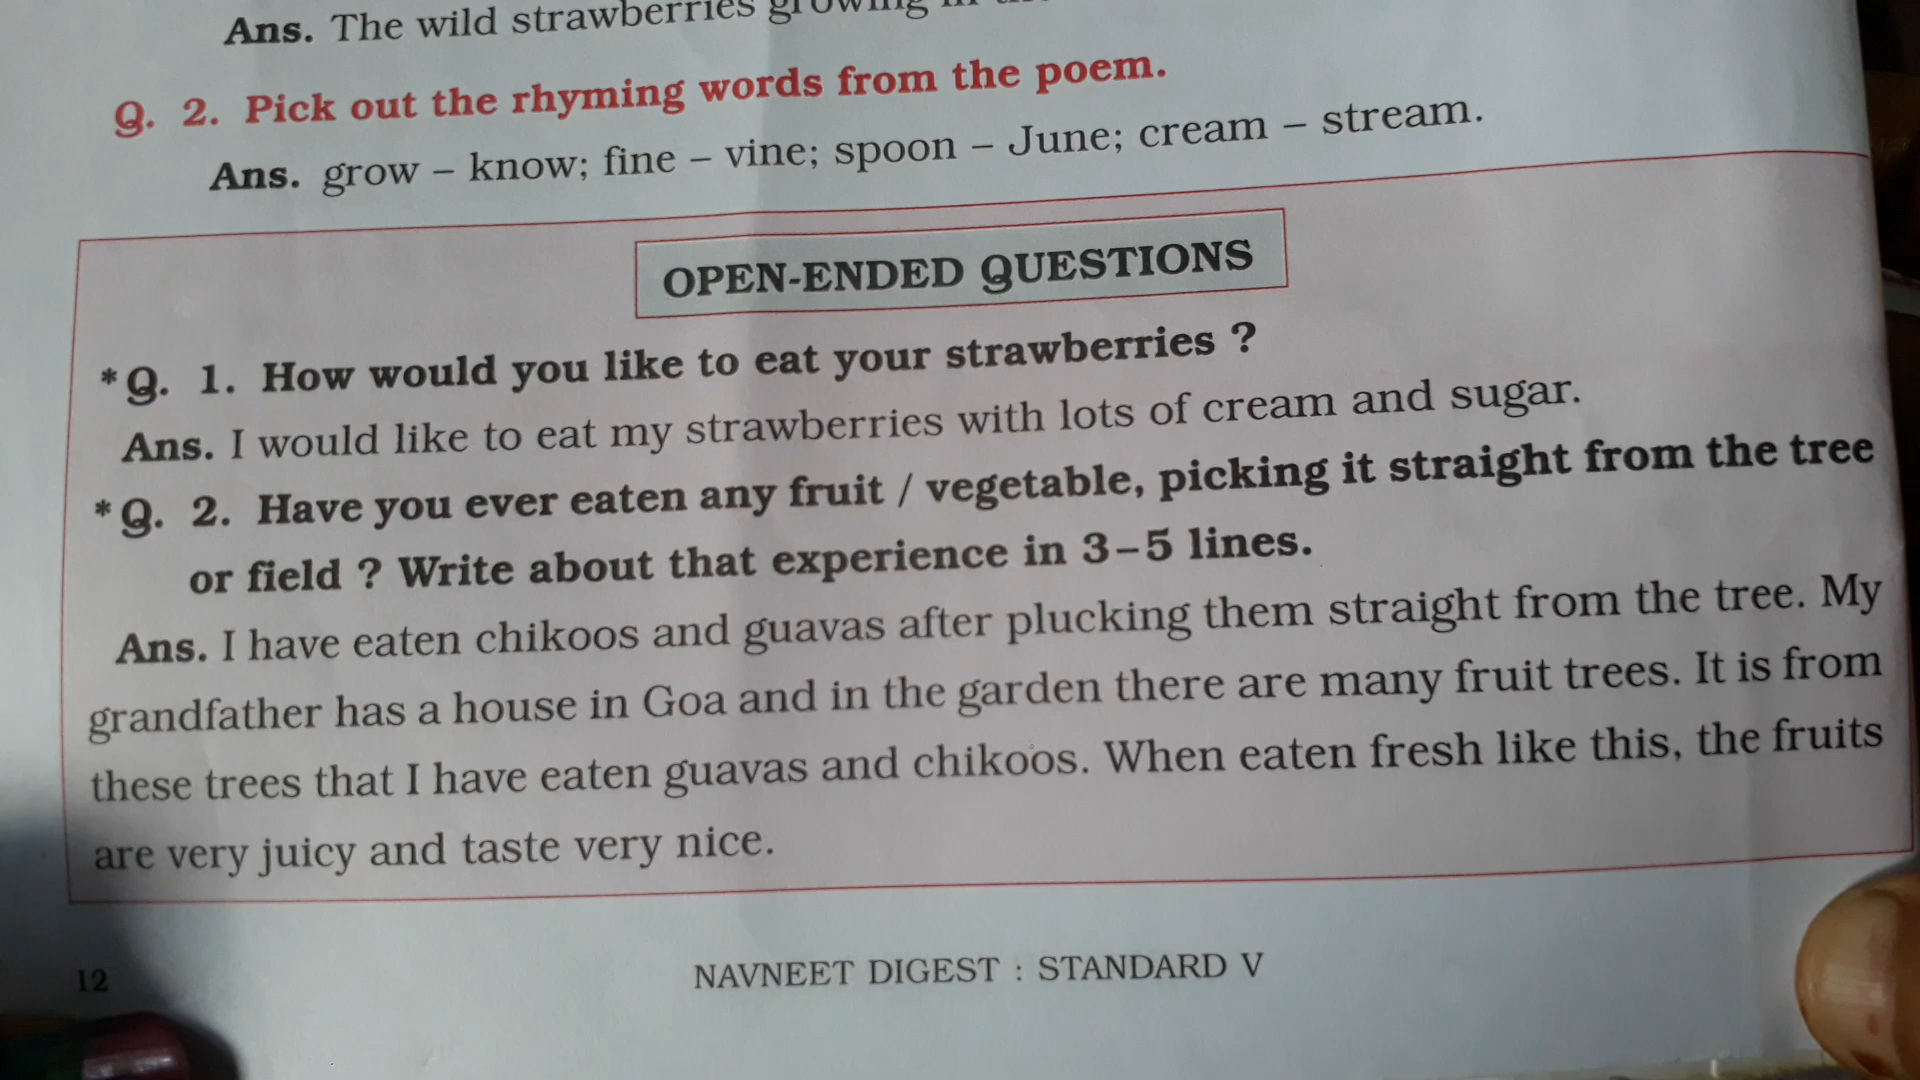 Ans. The wild strawberries growing in
Q. 2. Pick out the rhyming words from the poem.
Ans. grow – know; fine – vine; spoon – June; cream – stream.
OPEN-ENDED QUESTIONS
*Q. 1. How would you like to eat your strawberries ?
Ans. I would like to eat my strawberries with lots of cream and sugar.
*Q. 2. Have you ever eaten any fruit / vegetable, picking it straight from the tree
or field ? Write about that experience in 3–5 lines.
Ans. I have eaten chikoos and guavas after plucking them straight from the tree. My
grandfather has a house in Goa and in the garden there are many fruit trees. It is from
these trees that I have eaten guavas and chikoos. When eaten fresh like this, the fruits
are very juicy and taste very nice.
12
NAVNEET DIGEST : STANDARD V